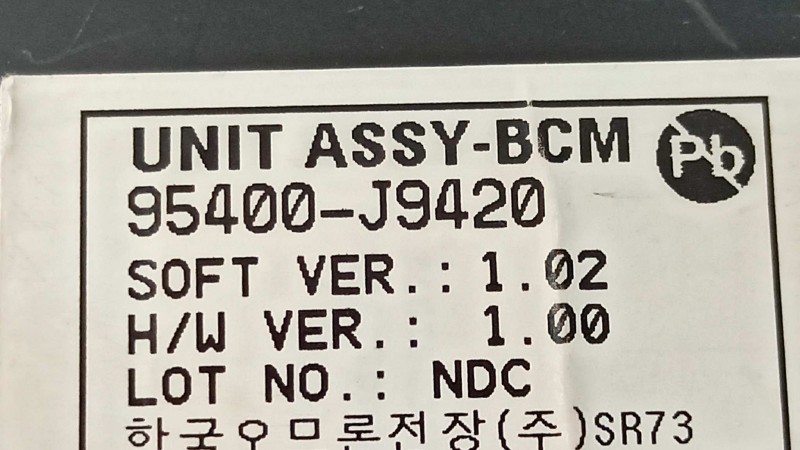 UNIT ASSY-BCM
Pb
95400-J9420
SOFT VER.: 1.02
H/W VER.: 1.00
LOT NO.: NDC
한국오므론전장(주)SR73